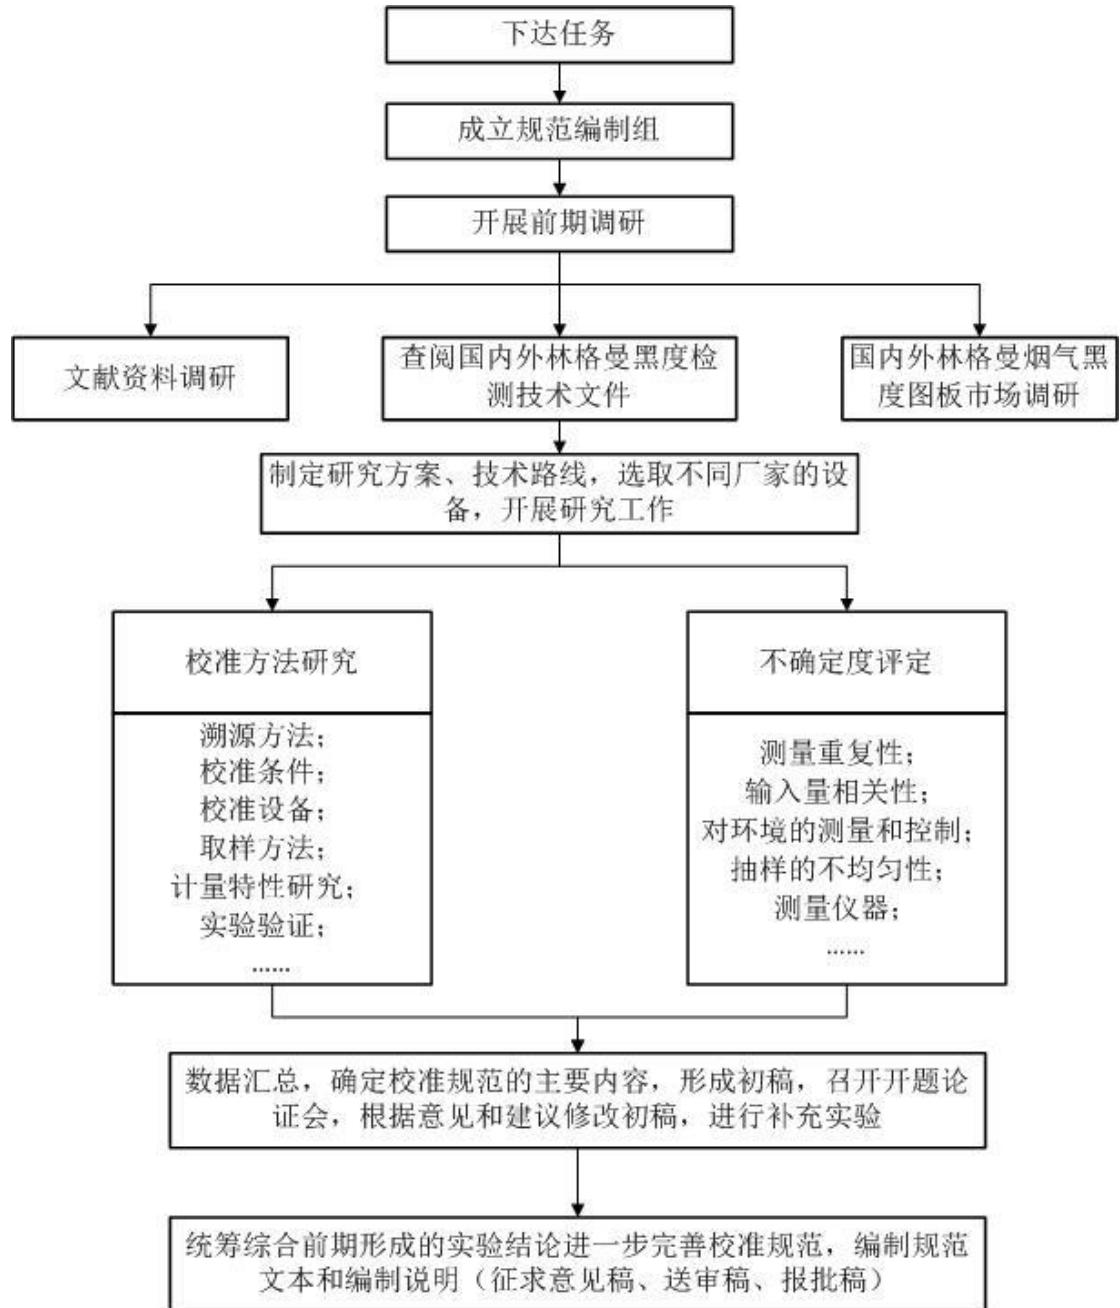 下达任务
成立规范编制组
开展前期调研
文献资料调研
查阅国内外林格曼黑度检
测技术文件
国内外林格曼烟气黑
度图板市场调研
制定研究方案、技术路线，选取不同厂家的设
备，开展研究工作
校准方法研究
溯源方法；
校准条件；
校准设备；
取样方法；
计量特性研究；
实验验证；
……
不确定度评定
测量重复性；
输入量相关性；
对环境的测量和控制；
抽样的不均匀性；
测量仪器；
……
数据汇总，确定校准规范的主要内容，形成初稿，召开开题论
证会，根据意见和建议修改初稿，进行补充实验
统筹综合前期形成的实验结论进一步完善校准规范，编制规范
文本和编制说明（征求意见稿、送审稿、报批稿）